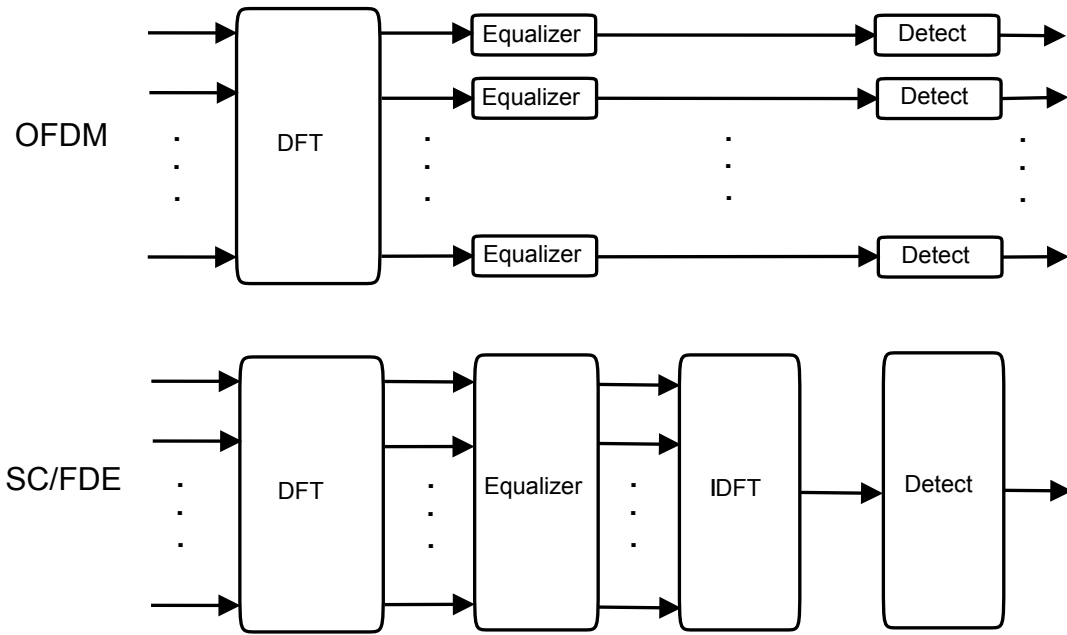 Equalizer
Detect
Equalizer
Detect
OFDM
DFT
Equalizer
Detect
SC/FDE
DFT
Equalizer
IDFT
Detect